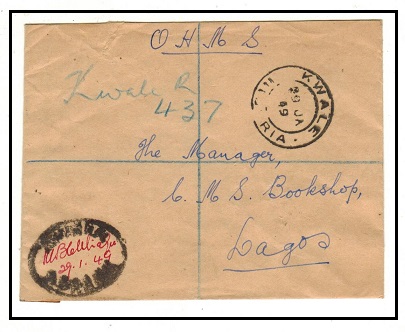 O H M S
Kwale R
437
KWALE
29 JA
49
RIA
The Manager,
C. M. S. Bookshop,
Lagos
29.1.49